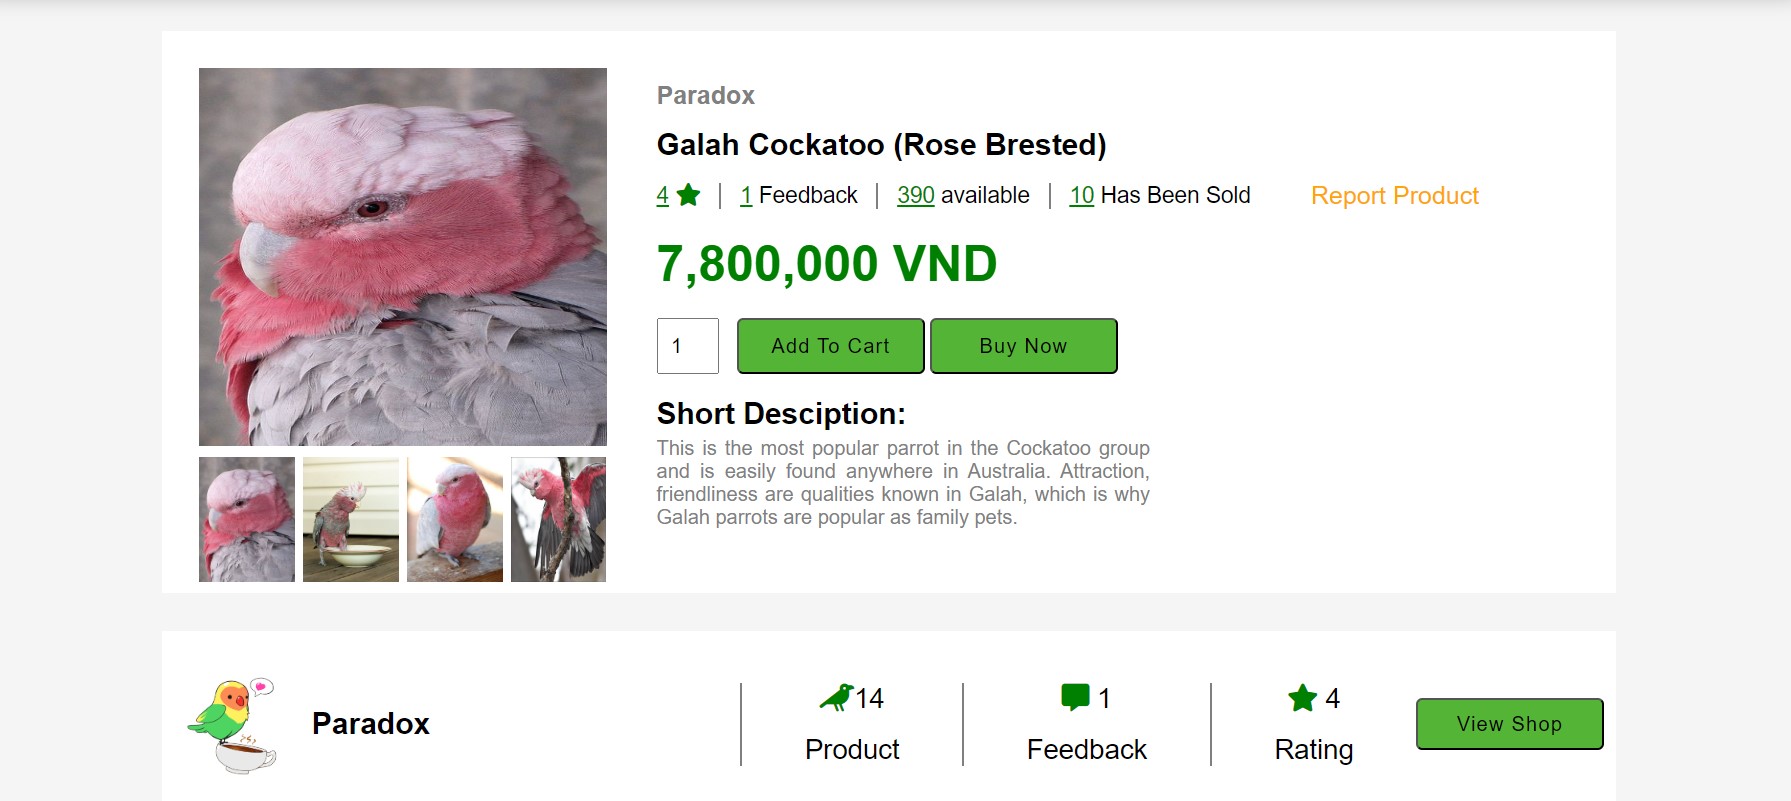 Paradox
Galah Cockatoo (Rose Brested)
4 1 Feedback 390 available 10 Has Been Sold Report Product
7,800,000 VND
1 Add To Cart Buy Now
Short Desciption:
This is the most popular parrot in the Cockatoo group
and is easily found anywhere in Australia. Attraction,
friendliness are qualities known in Galah, which is why
Galah parrots are popular as family pets.
Paradox
14
Product
1
Feedback
4
Rating
View Shop